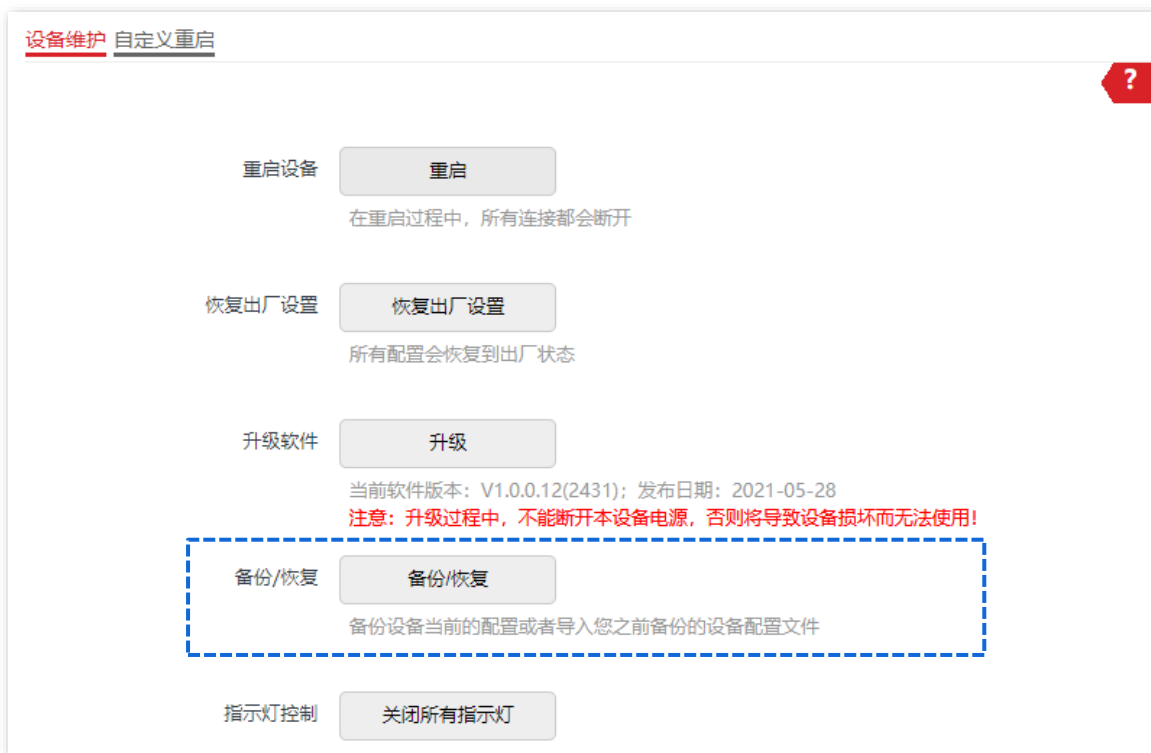 设备维护 自定义重启
?
重启设备 重启
在重启过程中，所有连接都会断开
恢复出厂设置 恢复出厂设置
所有配置会恢复到出厂状态
升级软件 升级
当前软件版本：V1.0.0.12(2431)；发布日期：2021-05-28
注意：升级过程中，不能断开本设备电源，否则将导致设备损坏而无法使用！
备份/恢复 备份/恢复
备份设备当前的配置或者导入您之前备份的设备配置文件
指示灯控制 关闭所有指示灯